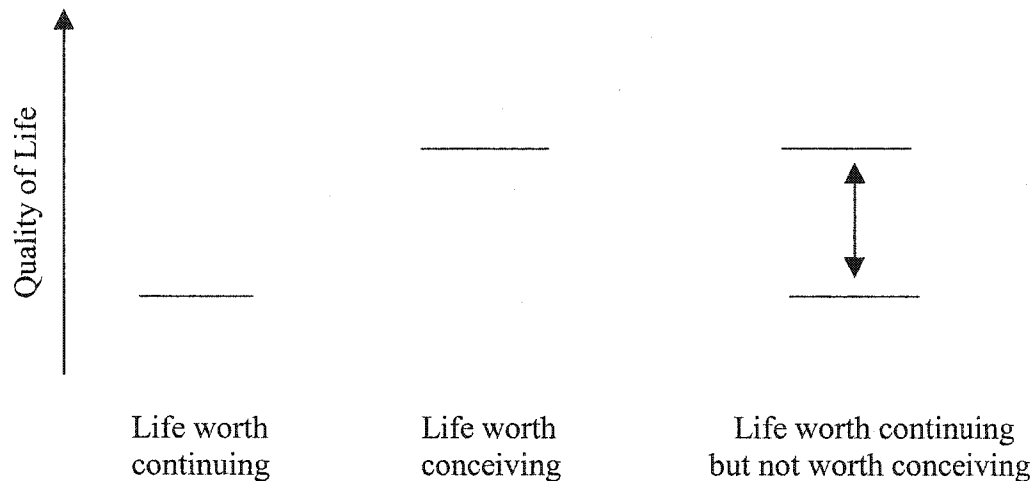 Quality of Life
Life worth
continuing
Life worth
conceiving
Life worth continuing
but not worth conceiving